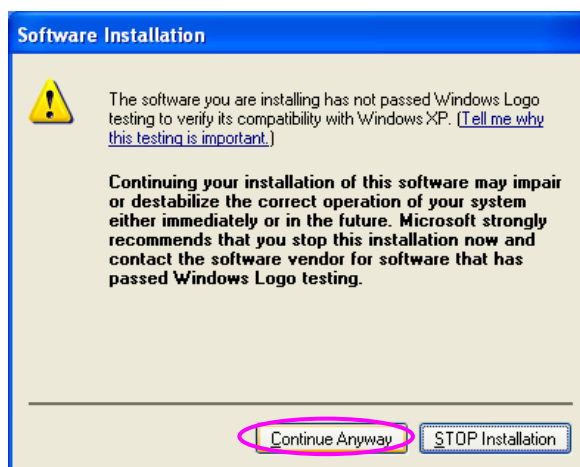 Software Installation
The software you are installing has not passed Windows Logo
testing to verify its compatibility with Windows XP. (Tell me why
this testing is important.)
Continuing your installation of this software may impair
or destabilize the correct operation of your system
either immediately or in the future. Microsoft strongly
recommends that you stop this installation now and
contact the software vendor for software that has
passed Windows Logo testing.
Continue Anyway
STOP Installation